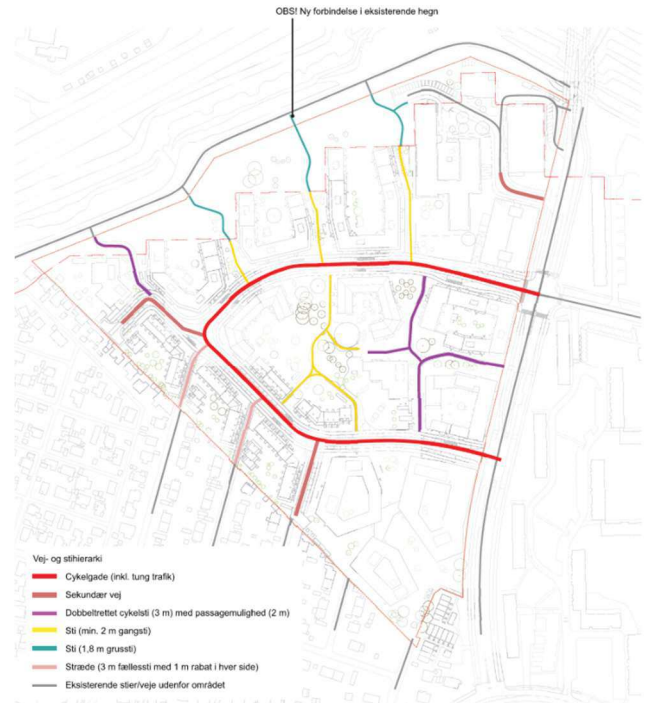 OBS! Ny forbindelse i eksisterende hegn
Vej- og stihierarki
Cykelgade (inkl. tung trafik)
Sekundær vej
Dobbeltrettet cykelsti (3 m) med passagemulighed (2 m)
Sti (min. 2 m gangsti)
Sti (1,8 m grussti)
Stræde (3 m fællessti med 1 m rabat i hver side)
Eksisterende stier/veje udenfor området